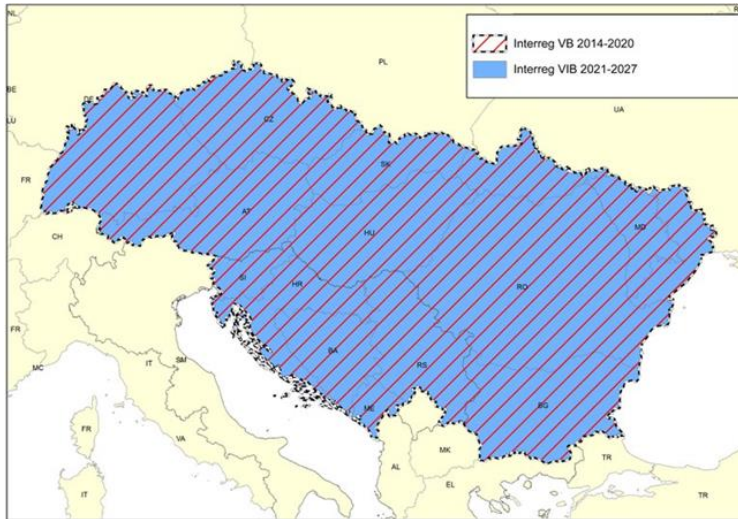 NL
PL
Interreg VB 2014-2020
Interreg VIB 2021-2027
BE
DE
LU
CZ
UA
SK
FR
AT
HU
MD
CH
SI
HR
RO
FR
BA
RS
MC
IT
SM
ME
BG
VA
FR
AL
MK
TR
EL
IT
TR